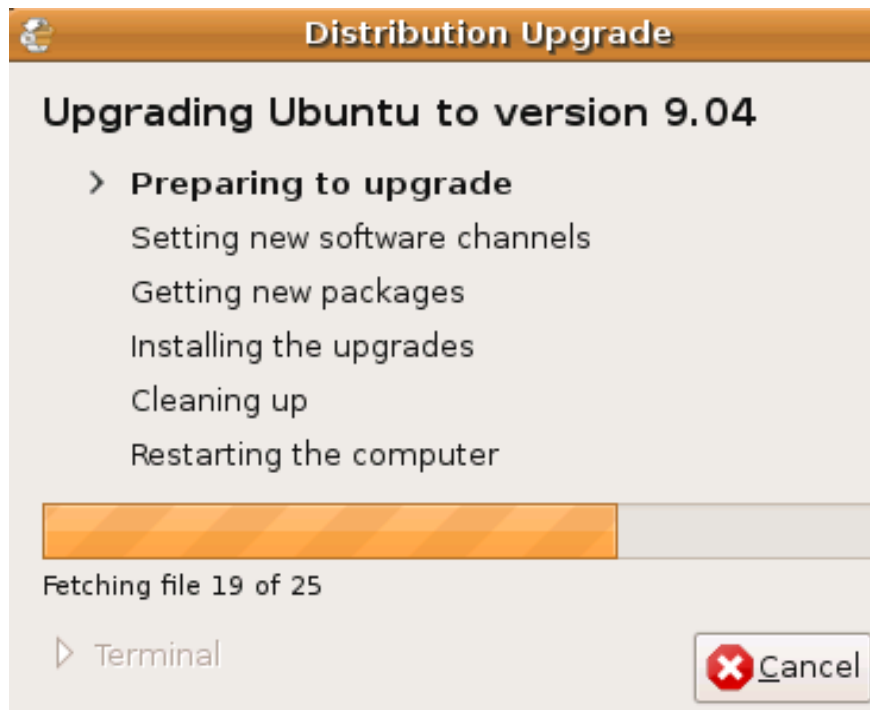 Distribution Upgrade
Upgrading Ubuntu to version 9.04
Preparing to upgrade
Setting new software channels
Getting new packages
Installing the upgrades
Cleaning up
Restarting the computer
Fetching file 19 of 25
Terminal
Cancel